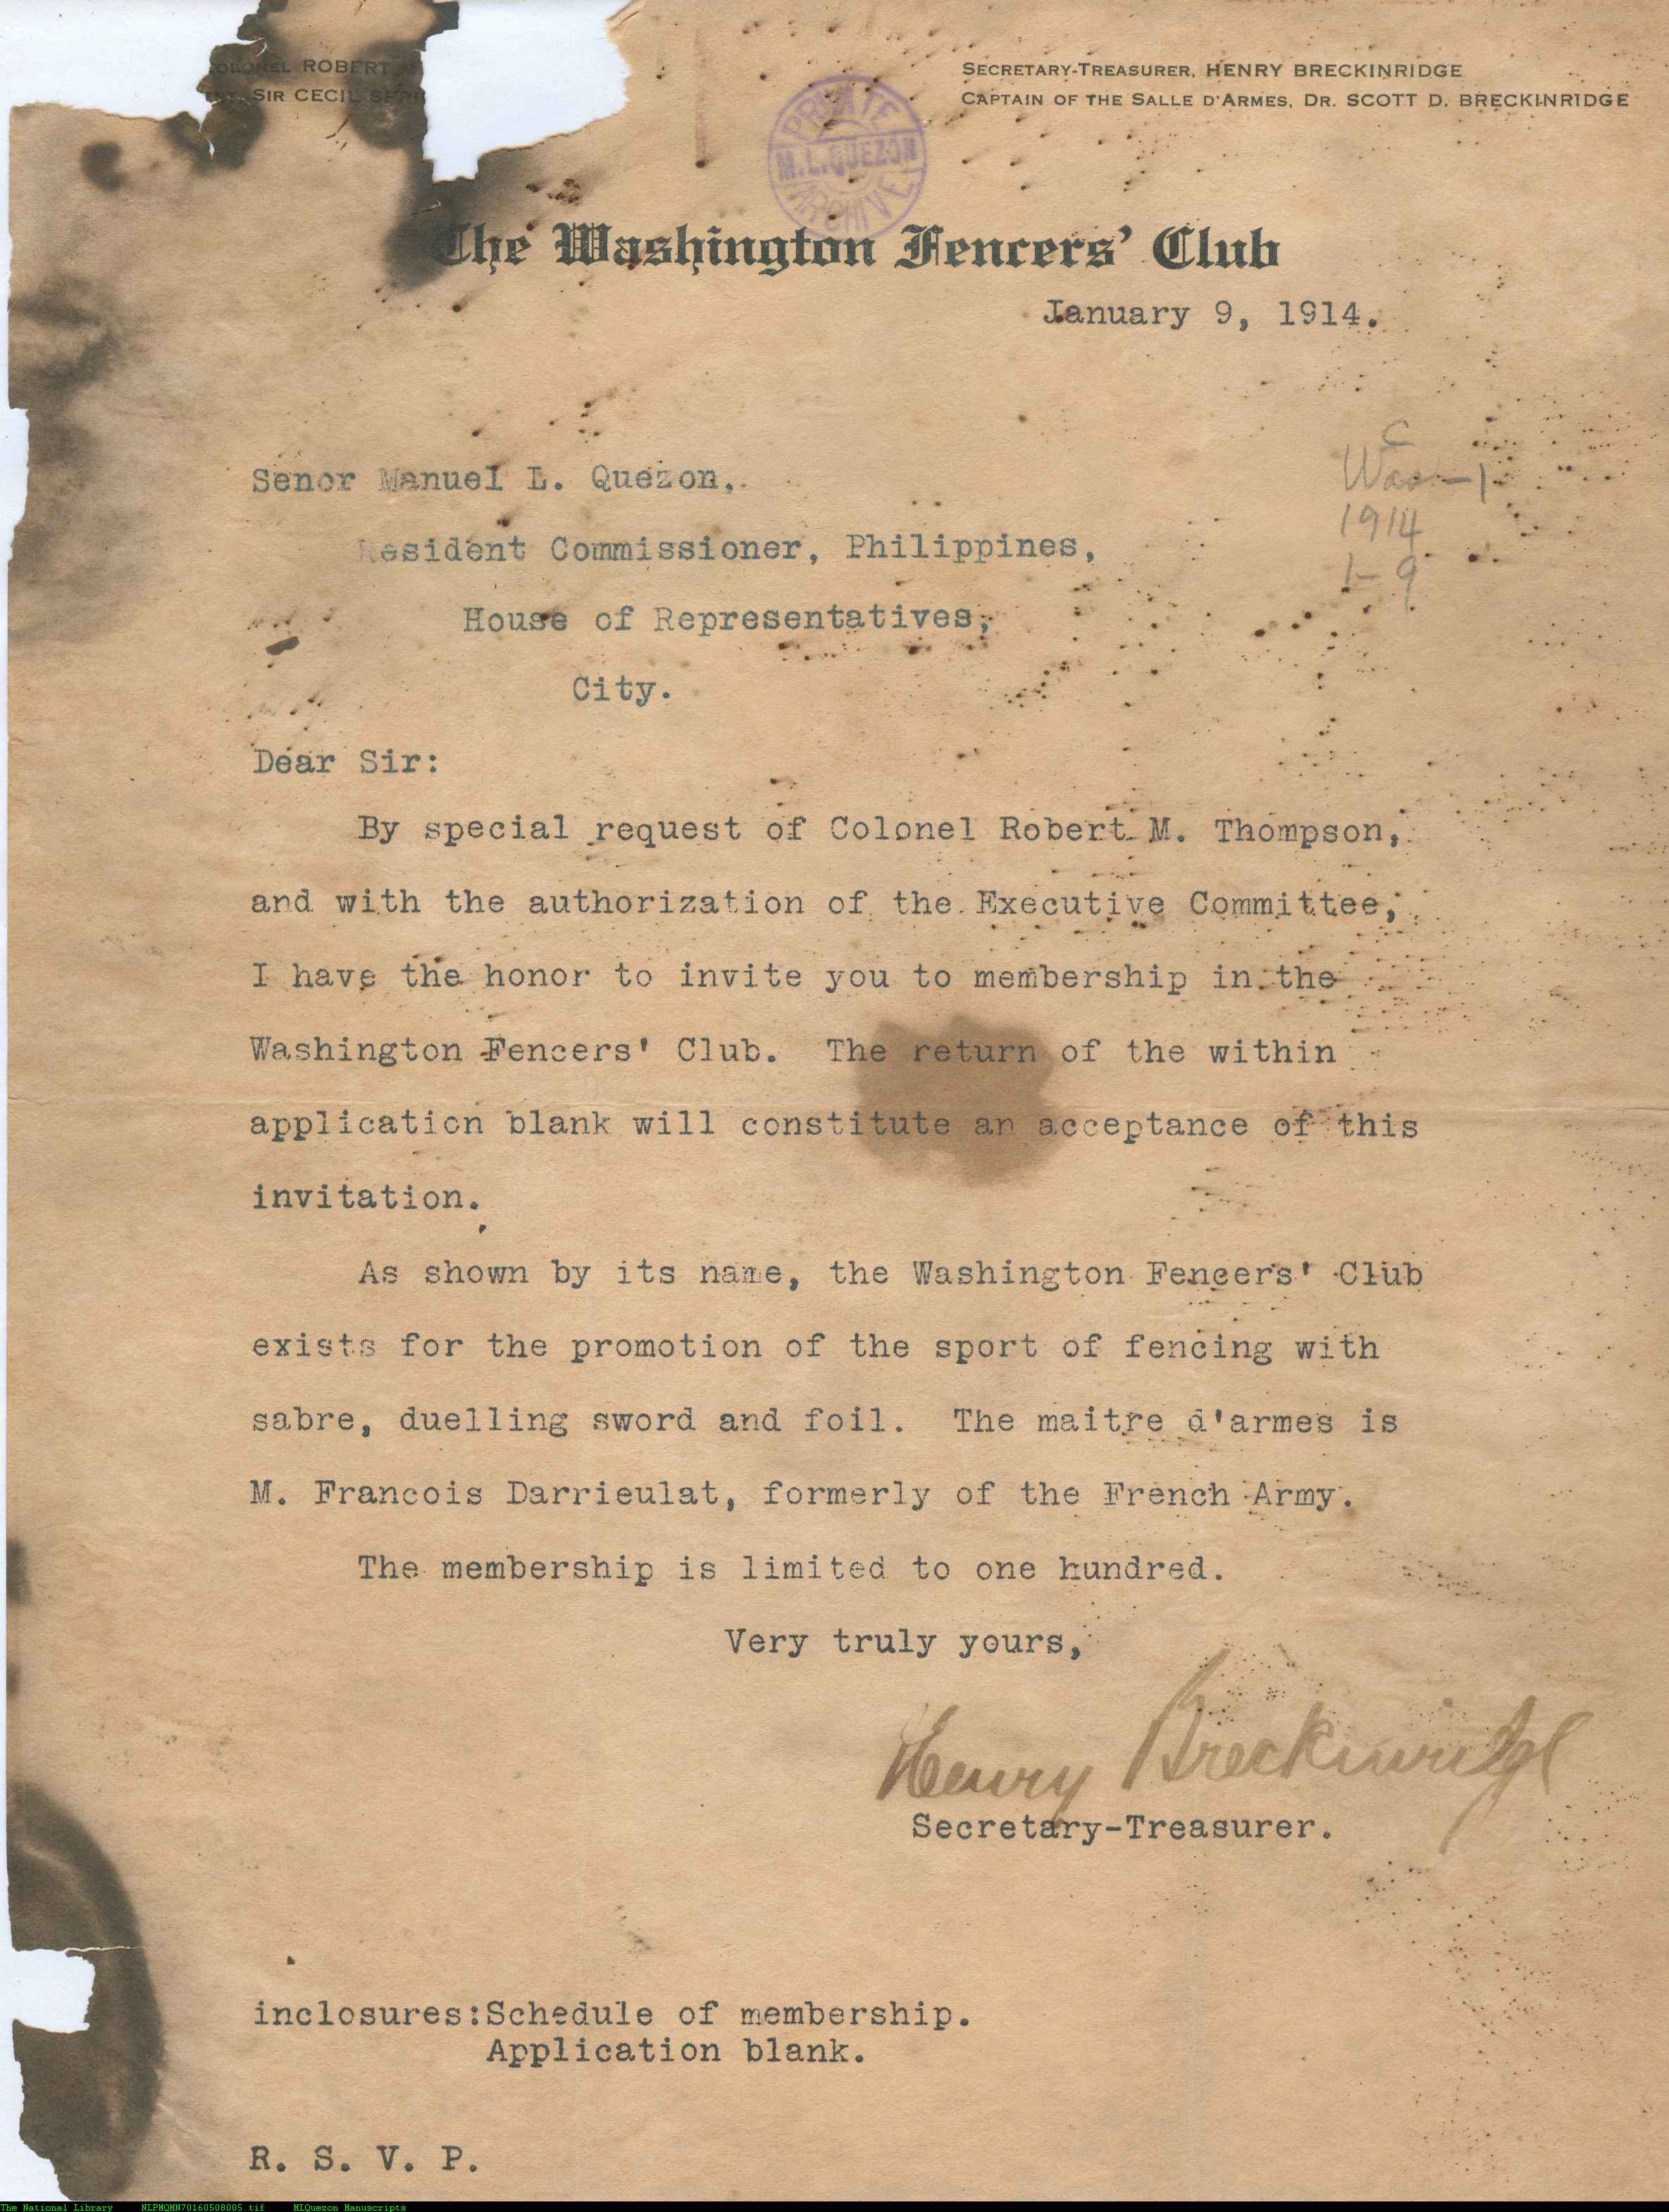 COLONEL ROBERT
SIR CECIL SPRI
SECRETARY-TREASURER, HENRY BRECKINRIDGE
CAPTAIN OF THE SALLE D'ARMES, DR. SCOTT D. BRECKINRIDGE
PRIVATE
M. L. QUEZON
ARCHIVE
The Washington Fencers' Club
January 9, 1914.
C
1914
1-9
Senor Manuel L. Quezon,
Resident Commissioner, Philippines,
House of Representatives,
City.
Dear Sir:
By special request of Colonel Robert M. Thompson,
and with the authorization of the Executive Committee,
I have the honor to invite you to membership in the
Washington Fencers' Club. The return of the within
application blank will constitute an acceptance of this
invitation.
As shown by its name, the Washington Fencers' Club
exists for the promotion of the sport of fencing with
sabre, duelling sword and foil. The maitre d'armes is
M. Francois Darrieulat, formerly of the French Army.
The membership is limited to one hundred.
Very truly yours,
Henry Breckinridge
Secretary-Treasurer.
inclosures:Schedule of membership.
Application blank.
R. S. V. P.
The National Library NLPMQMN70160508005.tif MLQuezon Manuscripts